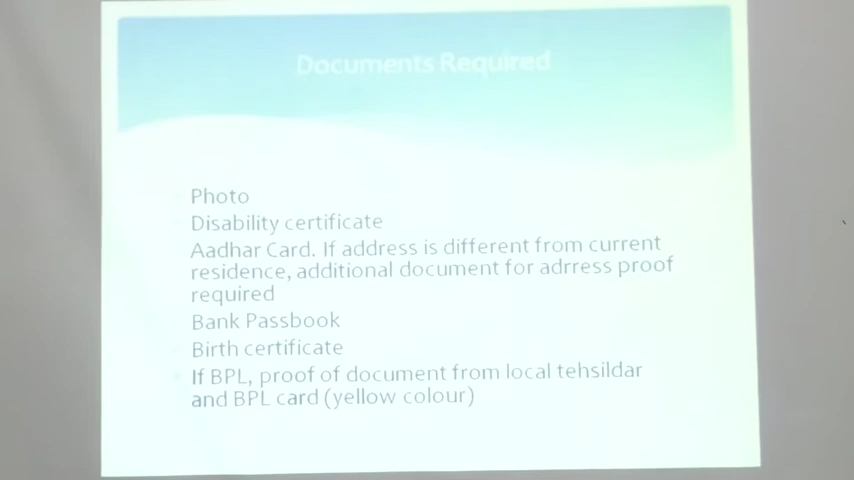 Documents Required
Photo
Disability certificate
Aadhar Card. If address is different from current
residence, additional document for adrress proof
required
Bank Passbook
Birth certificate
If BPL, proof of document from local tehsildar
and BPL card (yellow colour)